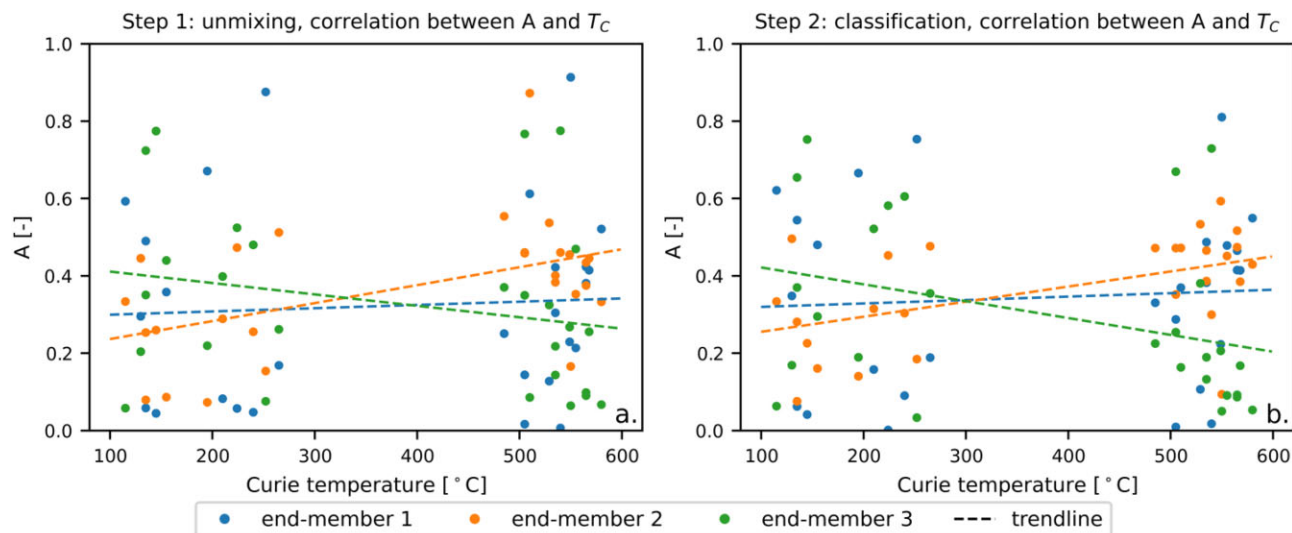 Step 1: unmixing, correlation between A and T_C
Step 2: classification, correlation between A and T_C
1.0
0.8
0.6
0.4
0.2
0.0
A [-]
100 200 300 400 500 600
Curie temperature [°C]
a.
1.0
0.8
0.6
0.4
0.2
0.0
A [-]
100 200 300 400 500 600
Curie temperature [°C]
b.
end-member 1 end-member 2 end-member 3 trendline